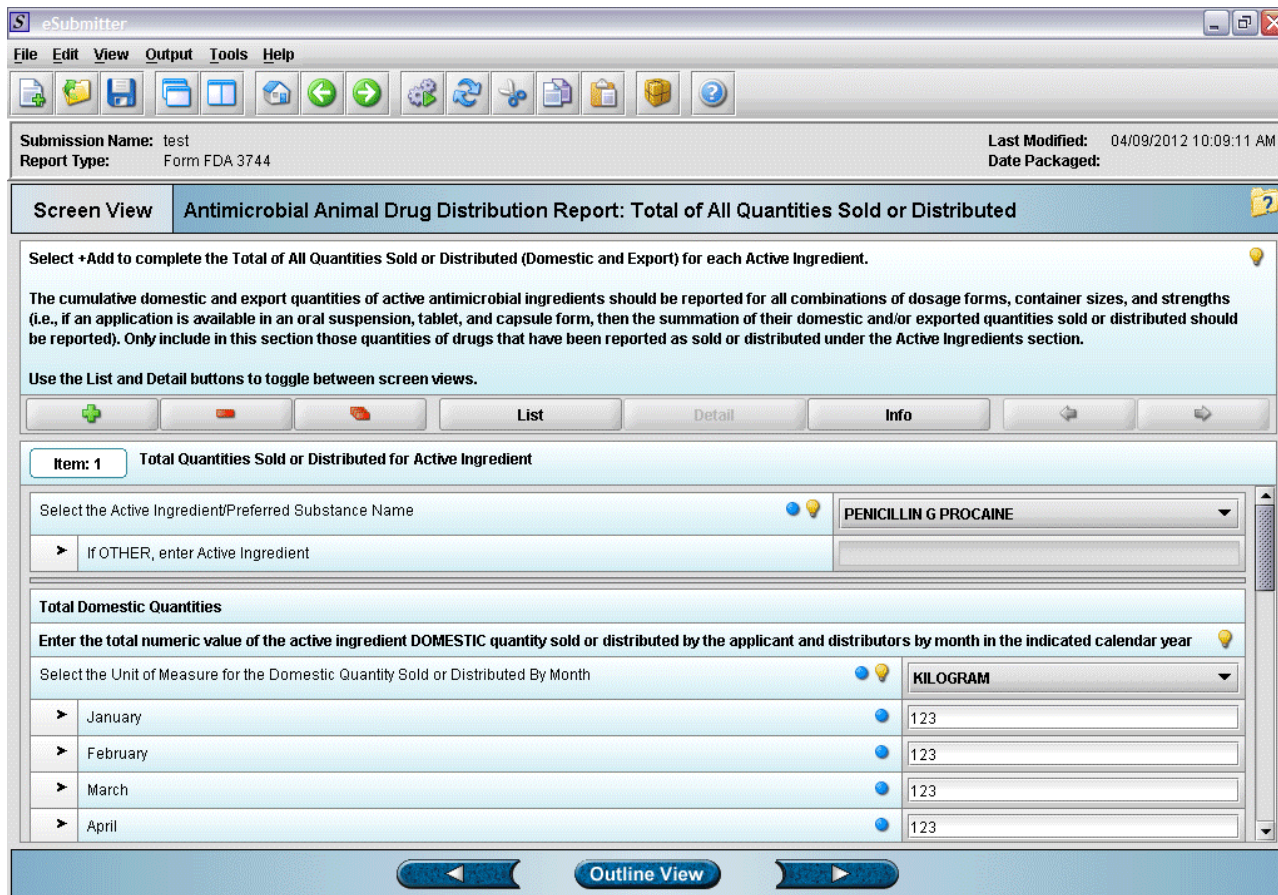 S eSubmitter
File Edit View Output Tools Help
Submission Name: test Last Modified: 04/09/2012 10:09:11 AM
Report Type: Form FDA 3744 Date Packaged:
Screen View Antimicrobial Animal Drug Distribution Report: Total of All Quantities Sold or Distributed
Select +Add to complete the Total of All Quantities Sold or Distributed (Domestic and Export) for each Active Ingredient.
The cumulative domestic and export quantities of active antimicrobial ingredients should be reported for all combinations of dosage forms, container sizes, and strengths
(i.e., if an application is available in an oral suspension, tablet, and capsule form, then the summation of their domestic and/or exported quantities sold or distributed should
be reported). Only include in this section those quantities of drugs that have been reported as sold or distributed under the Active Ingredients section.
Use the List and Detail buttons to toggle between screen views.
List Detail Info
Item: 1 Total Quantities Sold or Distributed for Active Ingredient
Select the Active Ingredient/Preferred Substance Name PENICILLIN G PROCAINE
If OTHER, enter Active Ingredient
Total Domestic Quantities
Enter the total numeric value of the active ingredient DOMESTIC quantity sold or distributed by the applicant and distributors by month in the indicated calendar year
Select the Unit of Measure for the Domestic Quantity Sold or Distributed By Month KILOGRAM
January 123
February 123
March 123
April 123
Outline View